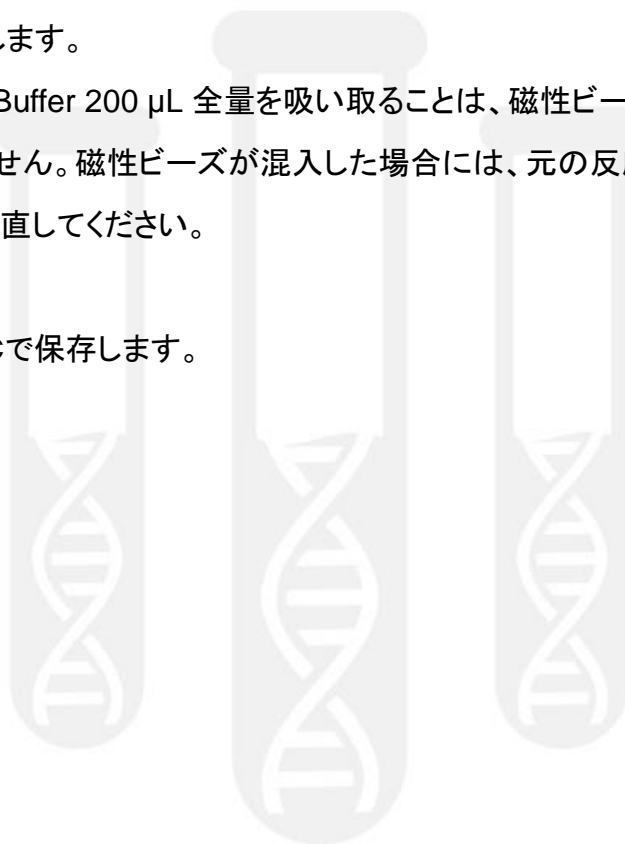 します。
Buffer 200 µL 全量を吸い取ることは、磁性ビー
せん。磁性ビーズが混入した場合には、元の反
直してください。
で保存します。